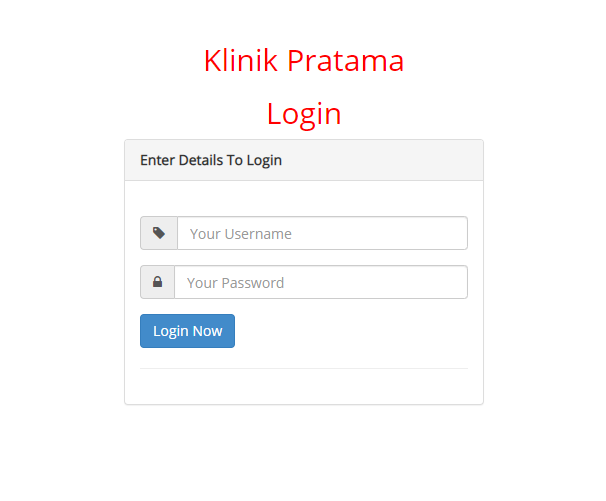 Klinik Pratama
Login
Enter Details To Login
Your Username
Your Password
Login Now